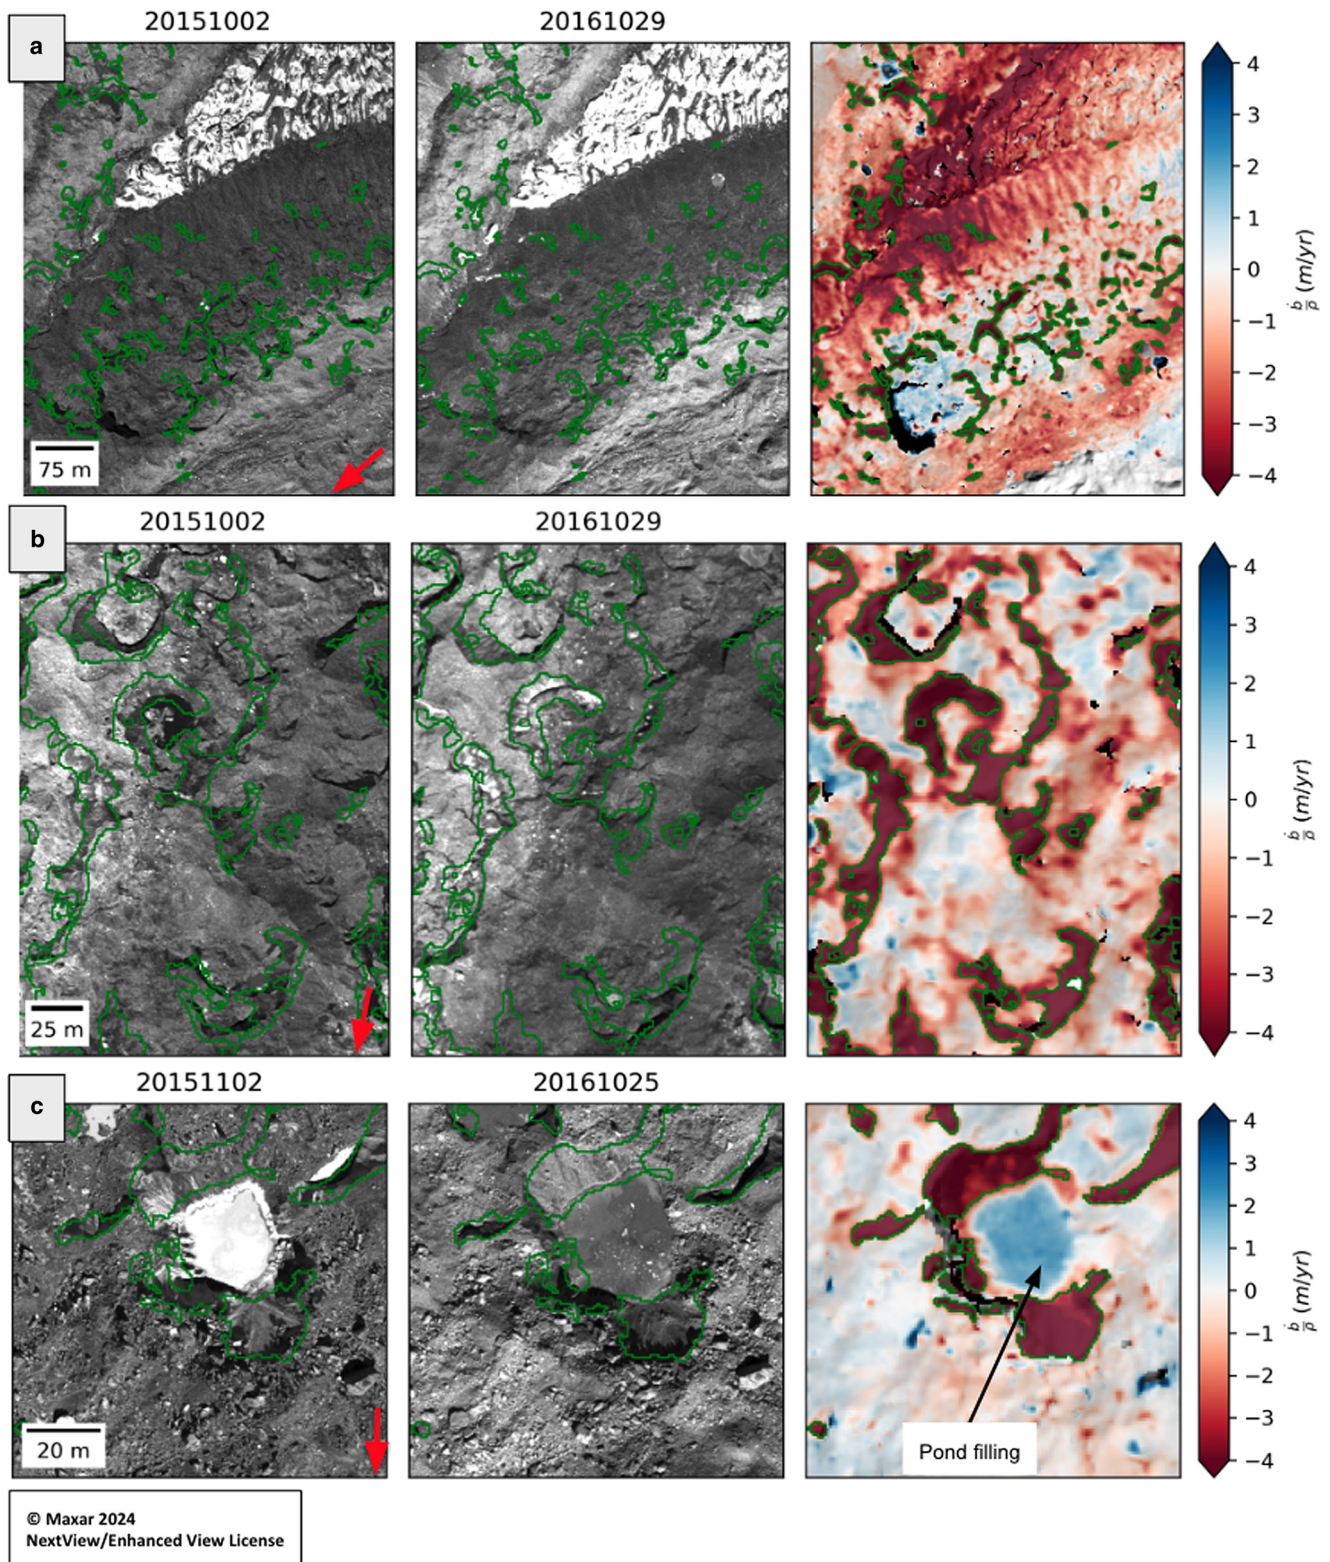 a
20151002
20161029
4
3
2
1
0
−1
−2
−3
−4
ḃ/ρ (m/yr)
75 m
b
20151002
20161029
4
3
2
1
0
−1
−2
−3
−4
ḃ/ρ (m/yr)
25 m
c
20151102
20161025
4
3
2
1
0
−1
−2
−3
−4
ḃ/ρ (m/yr)
20 m
Pond filling
© Maxar 2024
NextView/Enhanced View License